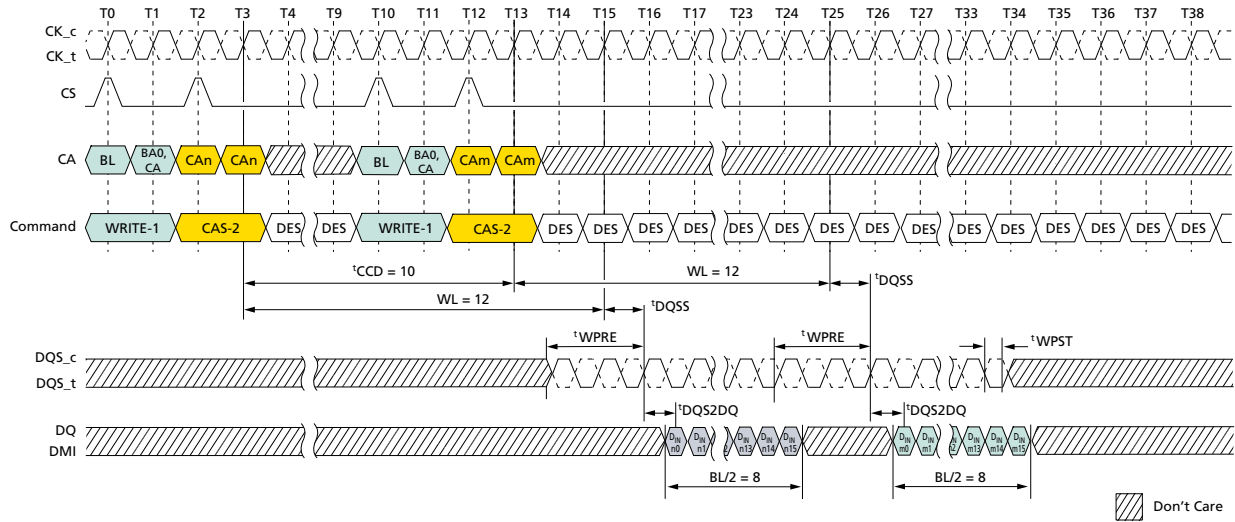 T0 T1 T2 T3 T4 T9 T10 T11 T12 T13 T14 T15 T16 T17 T23 T24 T25 T26 T27 T33 T34 T35 T36 T37 T38
CK_c
CK_t
CS
CA BL BA0, CA CAn CAn BL BA0, CA CAm CAm
Command WRITE-1 CAS-2 DES DES WRITE-1 CAS-2 DES DES DES DES DES DES DES DES DES DES DES DES DES DES DES
tCCD = 10 WL = 12 tDQSS
WL = 12 tDQSS
tWPRE tWPRE tWPST
DQS_c
DQS_t
tDQS2DQ tDQS2DQ
DQ
DMI
DIN n0 DIN n1 DIN n13 DIN n14 DIN n15 DIN m0 DIN m1 DIN m13 DIN m14 DIN m15
BL/2 = 8 BL/2 = 8
Don't Care